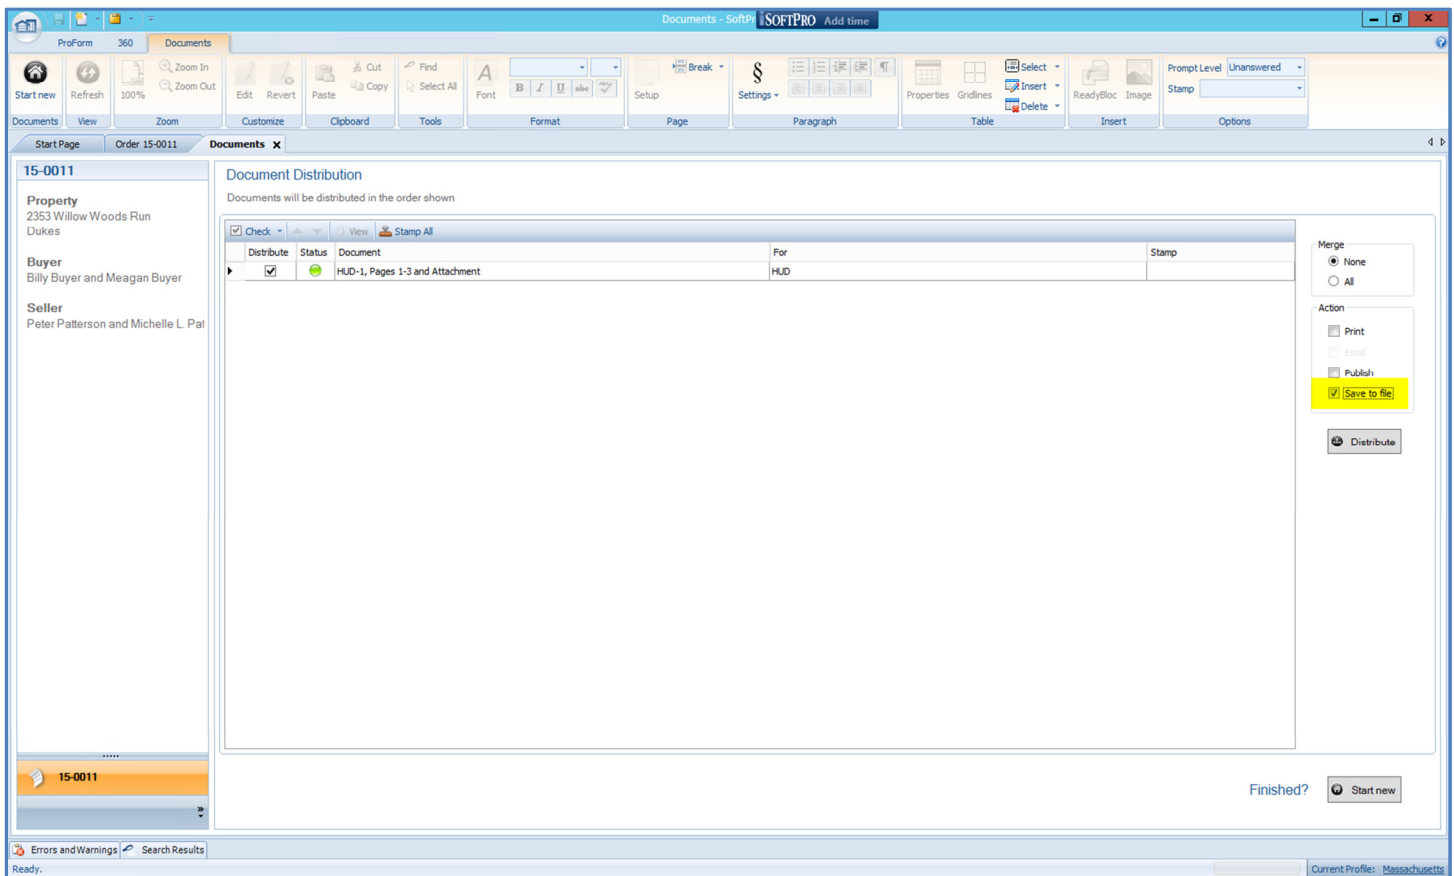 Documents - SoftPr
SOFTPRO Add time
ProForm 360 Documents
Start new Refresh 100% Zoom In Zoom Out Edit Revert Paste Cut Copy Find Select All Font B I U abc Setup Break Settings Properties Gridlines Select Insert Delete ReadyBloc Image Prompt Level Unanswered Stamp
Documents View Zoom Customize Clipboard Tools Format Page Paragraph Table Insert Options
Start Page Order 15-0011 Documents X
15-0011
Property
2353 Willow Woods Run
Dukes
Buyer
Billy Buyer and Meagan Buyer
Seller
Peter Patterson and Michelle L. Pat
15-0011
Document Distribution
Documents will be distributed in the order shown
Check View Stamp All
Distribute Status Document For Stamp
HUD-1, Pages 1-3 and Attachment HUD
Merge
None
All
Action
Print
Email
Publish
Save to file
Distribute
Finished? Start new
Errors and Warnings Search Results
Ready. Current Profile: Massachusetts